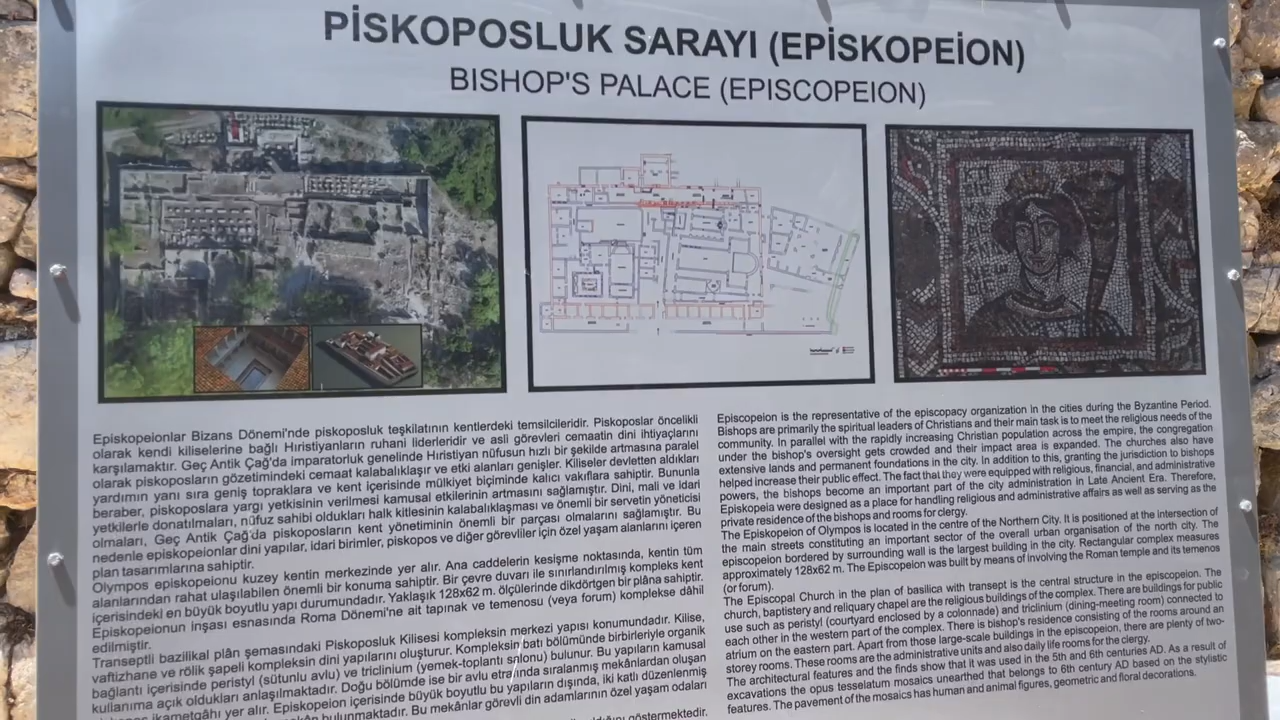 PİSKOPOSLUK SARAYI (EPİSKOPEİON)
BISHOP'S PALACE (EPISCOPEION)
Episkopeionlar Bizans Dönemi'nde piskoposluk teşkilatının kentlerdeki temsilcileridir. Piskoposlar öncelikli
olarak kendi kiliselerine bağlı Hıristiyanların ruhani liderleridir ve asli görevleri cemaatin dini ihtiyaçlarını
karşılamaktır. Geç Antik Çağ'da imparatorluk genelinde Hıristiyan nüfusun hızlı bir şekilde artmasına paralel
olarak piskoposların gözetimindeki cemaat kalabalıklaşır ve etki alanları genişler. Kiliseler devletten aldıkları
yardımın yanı sıra geniş topraklara ve kent içerisinde mülkiyet biçiminde kalıcı vakıflara sahiptir. Bununla
beraber, piskoposlara yargı yetkisinin verilmesi kamusal etkilerinin artmasını sağlamıştır. Dini, mali ve idari
yetkilerle donatılmaları, nüfuz sahibi oldukları halk kitlesinin kalabalıklaşması ve önemli bir servetin yöneticisi
olmaları, Geç Antik Çağ'da piskoposların kent yönetiminin önemli bir parçası olmalarını sağlamıştır. Bu
nedenle episkopeionlar dini yapılar, idari birimler, piskopos ve diğer görevliler için özel yaşam alanlarını içeren
plan tasarımlarına sahiptir.
Olympos episkopeionu kuzey kentin merkezinde yer alır. Ana caddelerin kesişme noktasında, kentin tüm
alanlarından rahat ulaşılabilen önemli bir konuma sahiptir. Bir çevre duvarı ile sınırlandırılmış kompleks kent
içerisindeki en büyük boyutlu yapı durumundadır. Yaklaşık 128x62 m. ölçülerinde dikdörtgen bir plâna sahiptir.
Episkopeionun inşası esnasında Roma Dönemi'ne ait tapınak ve temenosu (veya forum) komplekse dâhil
edilmiştir.
Transeptli bazilikal plân şemasındaki Piskoposluk Kilisesi kompleksin merkezi yapısı konumundadır. Kilise,
vaftizhane ve rölik şapeli kompleksin dini yapılarını oluşturur. Kompleksin batı bölümünde birbirleriyle organik
bağlantı içerisinde peristyl (sütunlu avlu) ve triclinium (yemek-toplantı salonu) bulunur. Bu yapıların kamusal
kullanıma açık oldukları anlaşılmaktadır. Doğu bölümde ise bir avlu etrafında sıralanmış mekânlardan oluşan
ikametgâhı yer alır. Episkopeion içerisinde büyük boyutlu bu yapıların dışında, iki katlı düzenlenmiş
bulunmaktadır. Bu mekânlar görevli din adamlarının özel yaşam odaları
göstermektedir.
Episcopeion is the representative of the episcopacy organization in the cities during the Byzantine Period.
Bishops are primarily the spiritual leaders of Christians and their main task is to meet the religious needs of the
community. In parallel with the rapidly increasing Christian population across the empire, the congregation
under the bishop's oversight gets crowded and their impact area is expanded. The churches also have
extensive lands and permanent foundations in the city. In addition to this, granting the jurisdiction to bishops
helped increase their public effect. The fact that they were equipped with religious, financial, and administrative
powers, the bishops become an important part of the city administration in Late Ancient Era. Therefore,
Episkopeia were designed as a place for handling religious and administrative affairs as well as serving as the
private residence of the bishops and rooms for clergy.
The Episkopeion of Olympos is located in the centre of the Northern City. It is positioned at the intersection of
the main streets constituting an important sector of the overall urban organisation of the north city. The
episcopeion bordered by surrounding wall is the largest building in the city. Rectangular complex measures
approximately 128x62 m. The Episcopeion was built by means of involving the Roman temple and its temenos
(or forum).
The Episcopal Church in the plan of basilica with transept is the central structure in the episcopeion. The
church, baptistery end reliquary chapel are the religious buildings of the complex. There are buildings for public
use such as peristyl (courtyard enclosed by a colonnade) and triclinium (dining-meeting room) connected to
each other in the western part of the complex. There is bishop's residence consisting of the rooms around an
atrium on the eastern part. Apart from those large-scale buildings in the episcopeion, there are plenty of two-
storey rooms. These rooms are the administrative units and also daily life rooms for the clergy.
The architectural features and the finds show that it was used in the 5th and 6th centuries AD. As a result of
excavations the opus tesselatum mosaics unearthed that belongs to 6th century AD based on the stylistic
features. The pavement of the mosaics has human and animal figures, geometric and floral decorations.